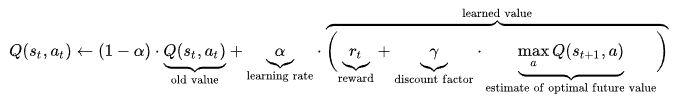 learned value
Q(s_t, a_t) ← (1 − α) · Q(s_t, a_t) + α · ( r_t + γ · max_a Q(s_{t+1}, a) )
old value learning rate reward discount factor estimate of optimal future value